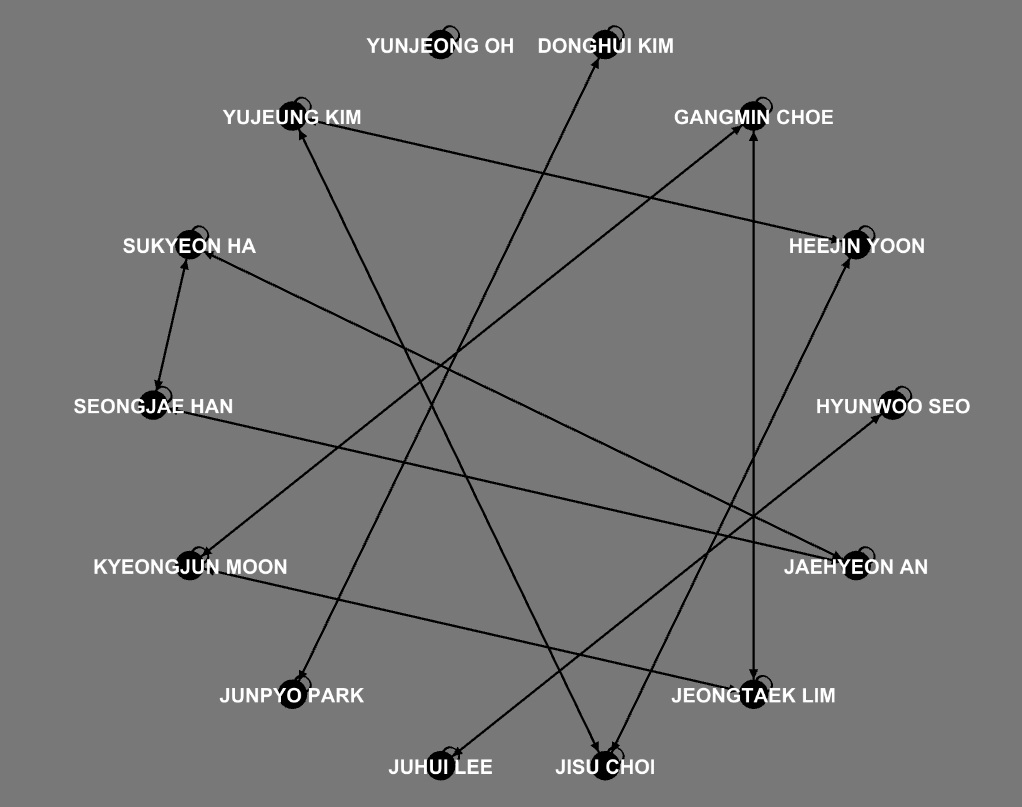 YUNJEONG OH
DONGHUI KIM
YUJEUNG KIM
GANGMIN CHOE
SUKYEON HA
HEEJIN YOON
SEONGJAE HAN
HYUNWOO SEO
KYEONGJUN MOON
JAEHYEON AN
JUNPYO PARK
JEONGTAEK LIM
JUHUI LEE
JISU CHOI